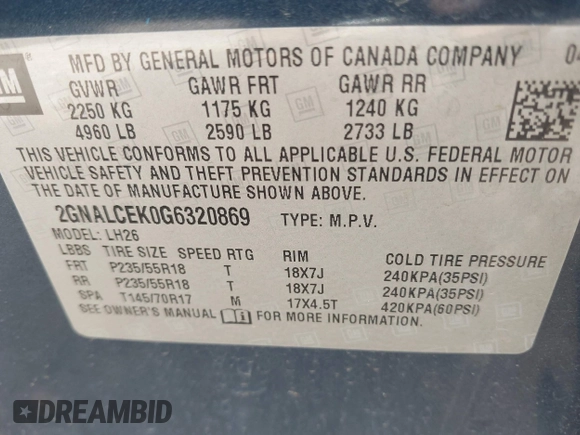 GM
MFD BY GENERAL MOTORS OF CANADA COMPANY 04
GVWR GAWR FRT GAWR RR
2250 KG 1175 KG 1240 KG
4960 LB 2590 LB 2733 LB
THIS VEHICLE CONFORMS TO ALL APPLICABLE U.S. FEDERAL MOTOR
VEHICLE SAFETY AND THEFT PREVENTION STANDARDS IN EFFECT ON
THE DATE OF MANUFACTURE SHOWN ABOVE.
2GNALCEK0G6320869 TYPE: M.P.V.
MODEL: LH26
LBBS TIRE SIZE SPEED RTG RIM COLD TIRE PRESSURE
FRT P235/55R18 T 18X7J 240KPA(35PSI)
RR P235/55R18 T 18X7J 240KPA(35PSI)
SPA T145/70R17 M 17X4.5T 420KPA(60PSI)
SEE OWNER'S MANUAL FOR MORE INFORMATION.
DREAMBID